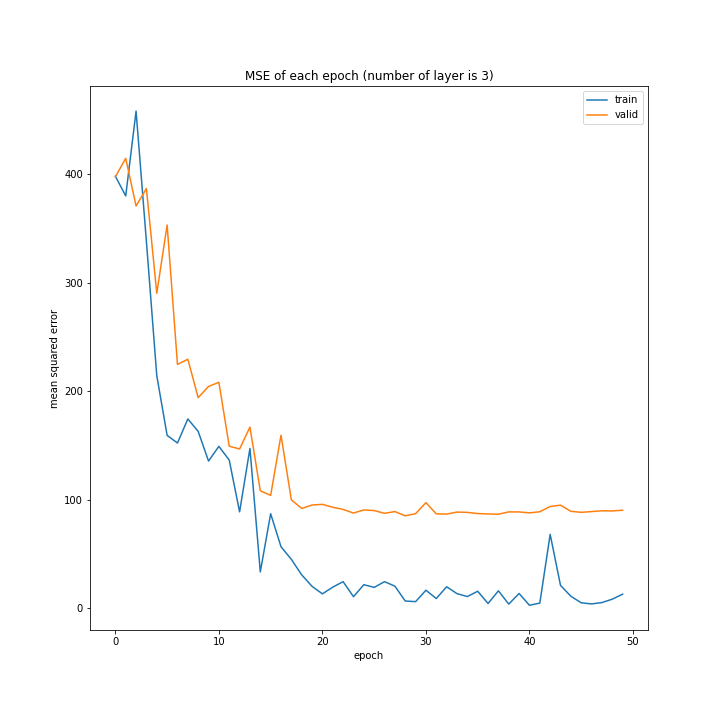 MSE of each epoch (number of layer is 3)
train
valid
mean squared error
400
300
200
100
0
0
10
20
30
40
50
epoch